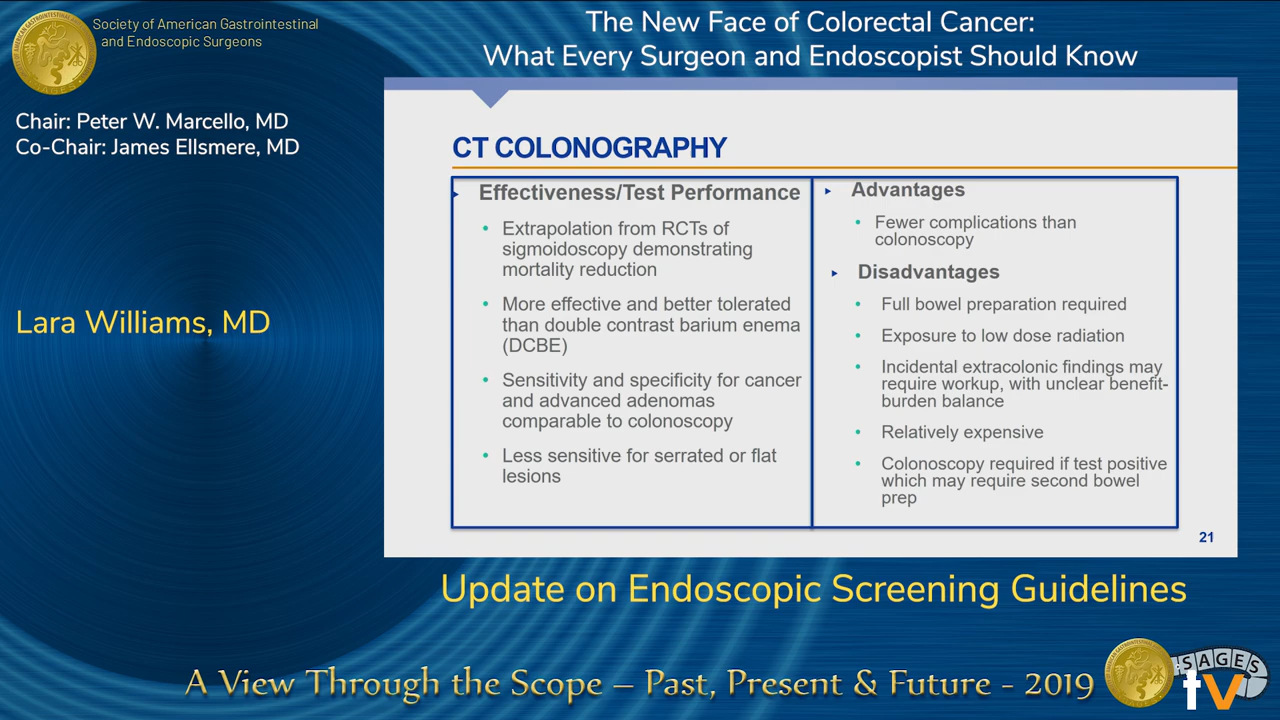 Society of American Gastrointestinal
and Endoscopic Surgeons
The New Face of Colorectal Cancer:
What Every Surgeon and Endoscopist Should Know
Chair: Peter W. Marcello, MD
Co-Chair: James Ellsmere, MD
Lara Williams, MD
CT COLONOGRAPHY
Effectiveness/Test Performance
Extrapolation from RCTs of
sigmoidoscopy demonstrating
mortality reduction
More effective and better tolerated
than double contrast barium enema
(DCBE)
Sensitivity and specificity for cancer
and advanced adenomas
comparable to colonoscopy
Less sensitive for serrated or flat
lesions
Advantages
Fewer complications than
colonoscopy
Disadvantages
Full bowel preparation required
Exposure to low dose radiation
Incidental extracolonic findings may
require workup, with unclear benefit-
burden balance
Relatively expensive
Colonoscopy required if test positive
which may require second bowel
prep
21
Update on Endoscopic Screening Guidelines
A View Through the Scope – Past, Present & Future - 2019
SAGES
tv